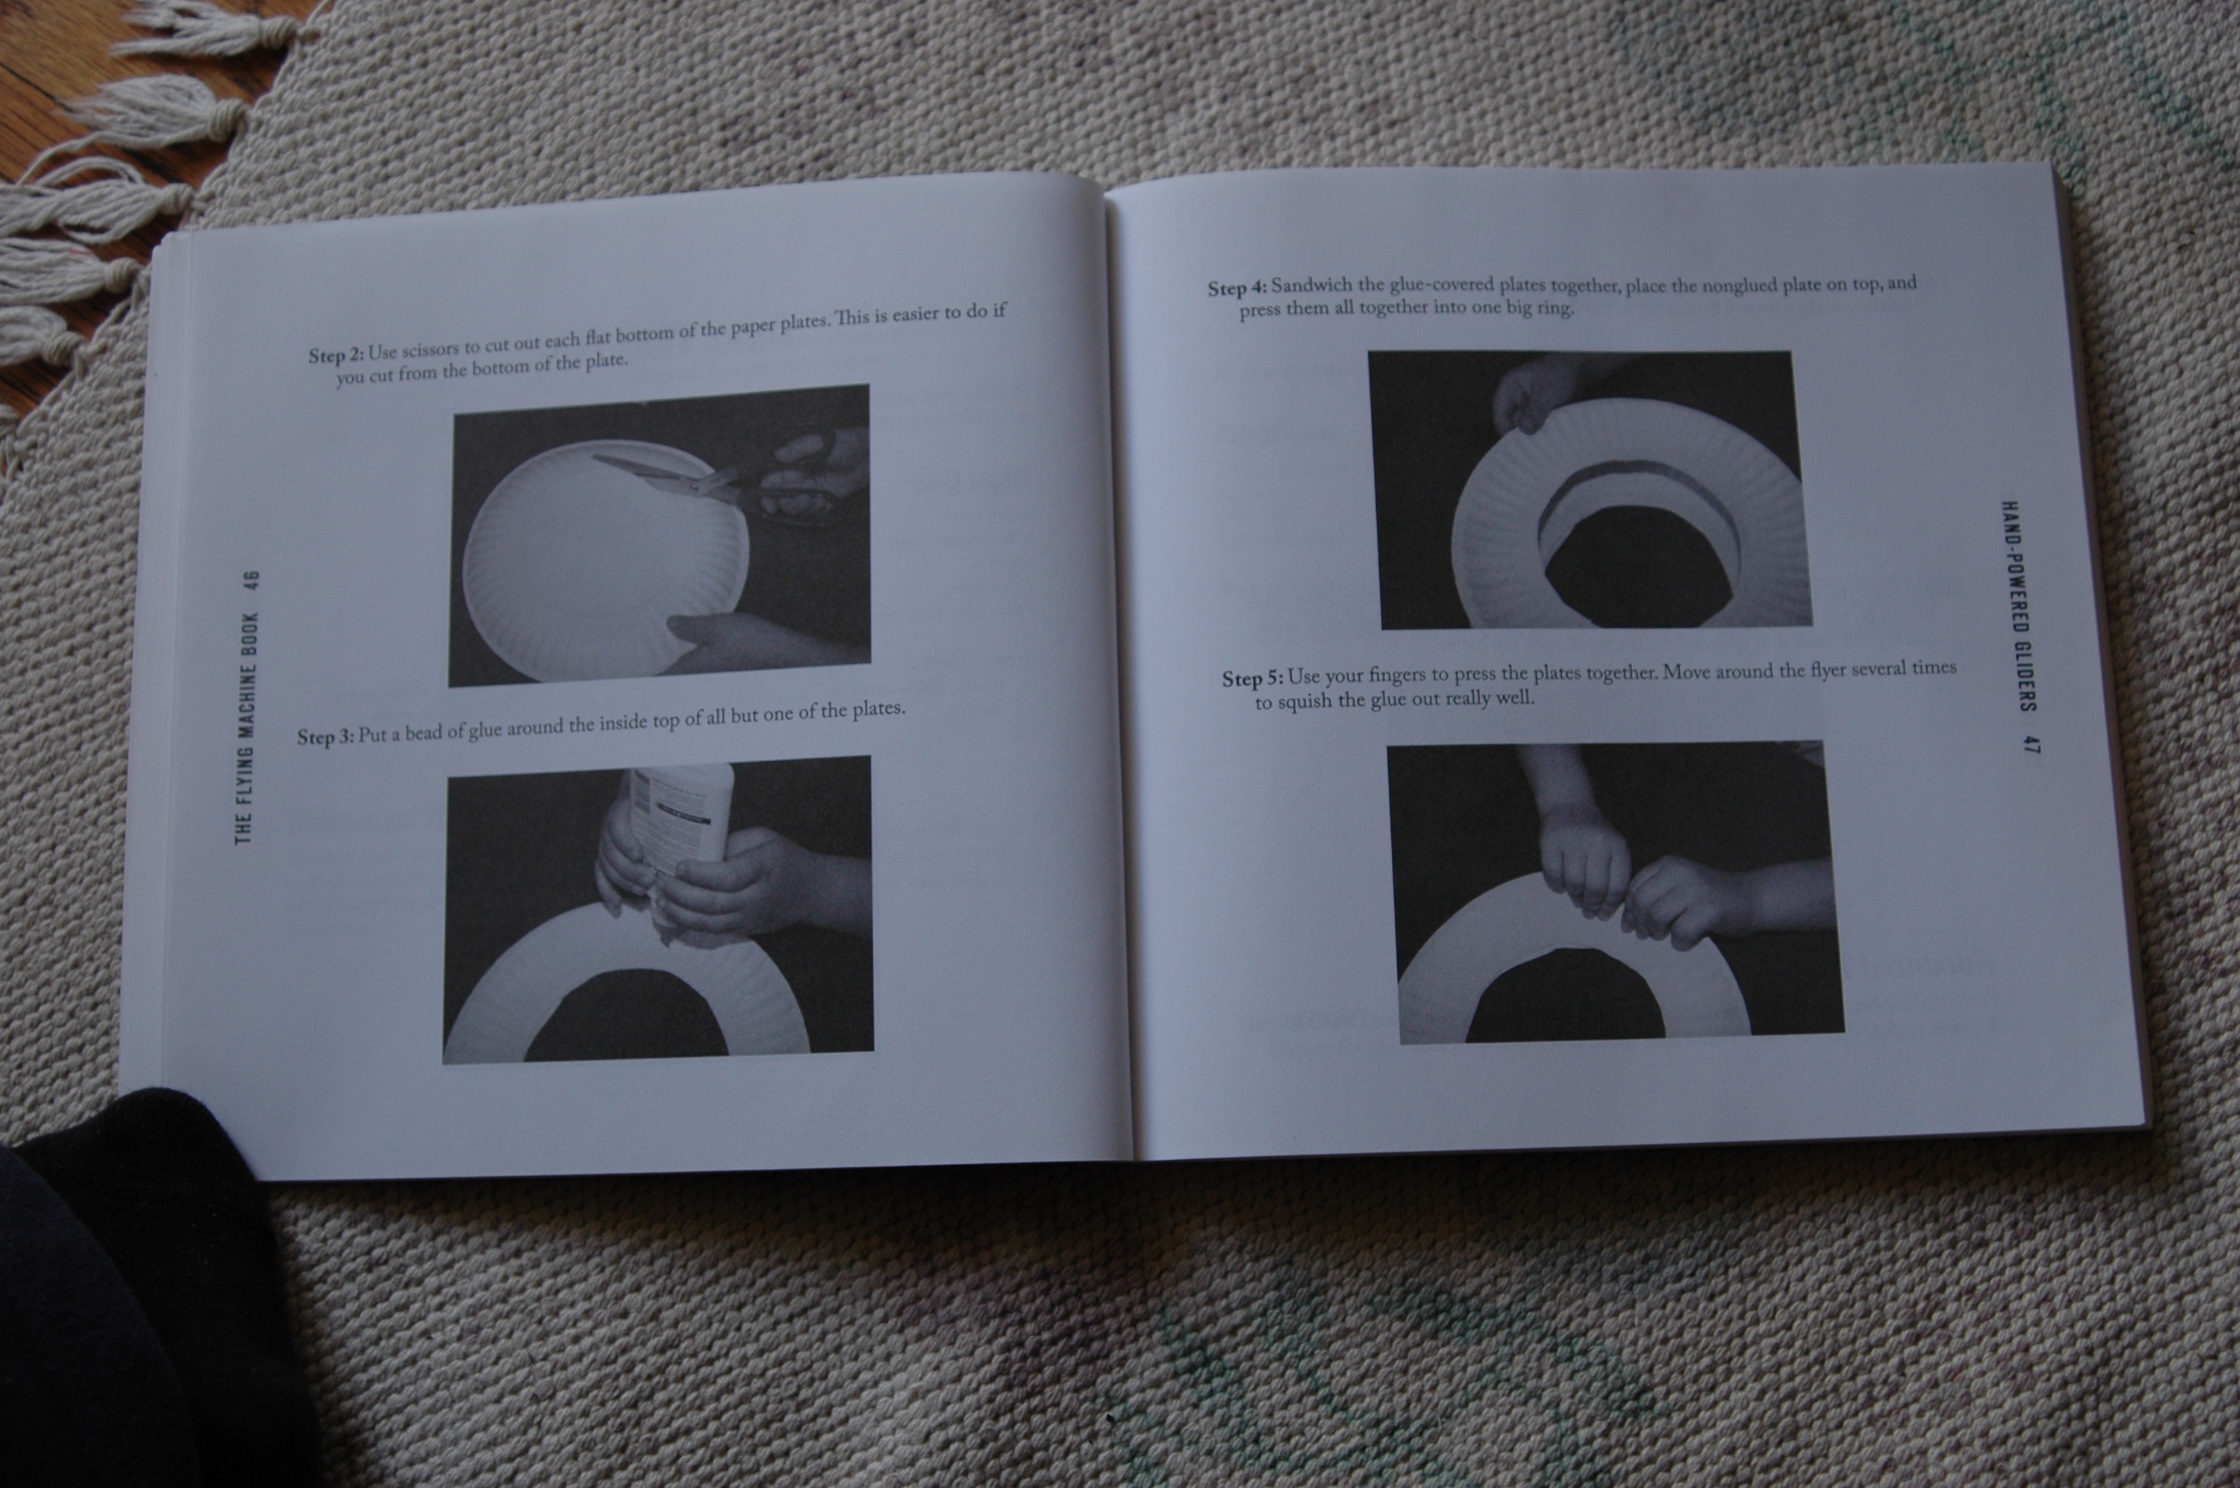 Step 2: Use scissors to cut out each flat bottom of the paper plates. This is easier to do if
you cut from the bottom of the plate.
Step 3: Put a bead of glue around the inside top of all but one of the plates.
THE FLYING MACHINE BOOK 46
Step 4: Sandwich the glue-covered plates together, place the nonglued plate on top, and
press them all together into one big ring.
Step 5: Use your fingers to press the plates together. Move around the flyer several times
to squish the glue out really well.
HAND-POWERED GLIDERS 47